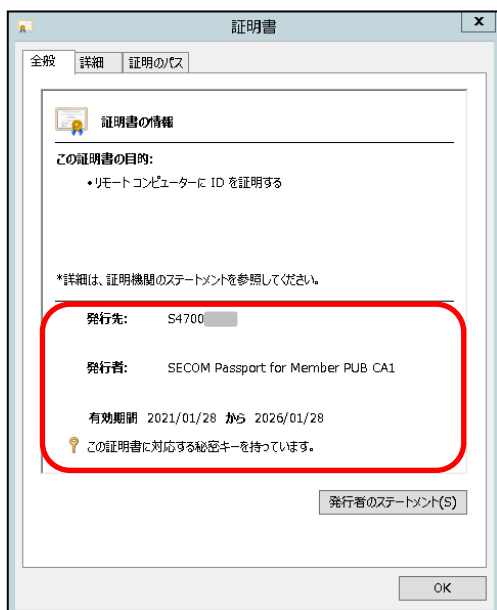 証明書
x
全般 詳細 証明のパス
証明書の情報
この証明書の目的:
•リモート コンピューターに ID を証明する
*詳細は、証明機関のステートメントを参照してください。
発行先: S4700
発行者: SECOM Passport for Member PUB CA1
有効期間 2021/01/28 から 2026/01/28
この証明書に対応する秘密キーを持っています。
発行者のステートメント(S)
OK